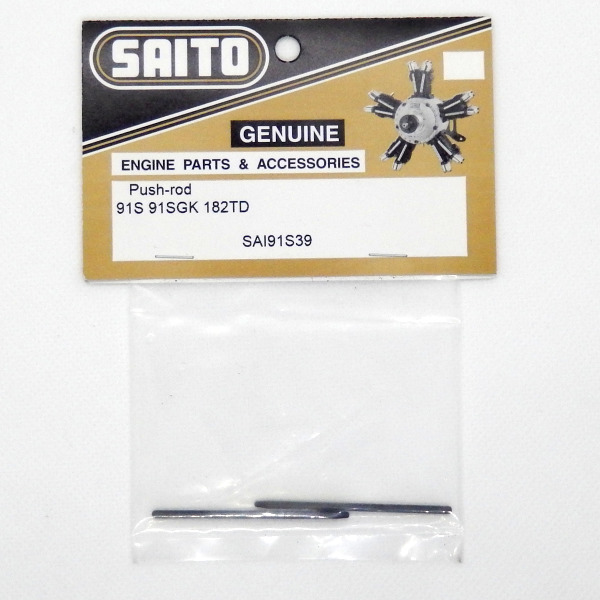 SAITO
GENUINE
ENGINE PARTS & ACCESSORIES
Push-rod
91S 91SGK 182TD
SAI91S39